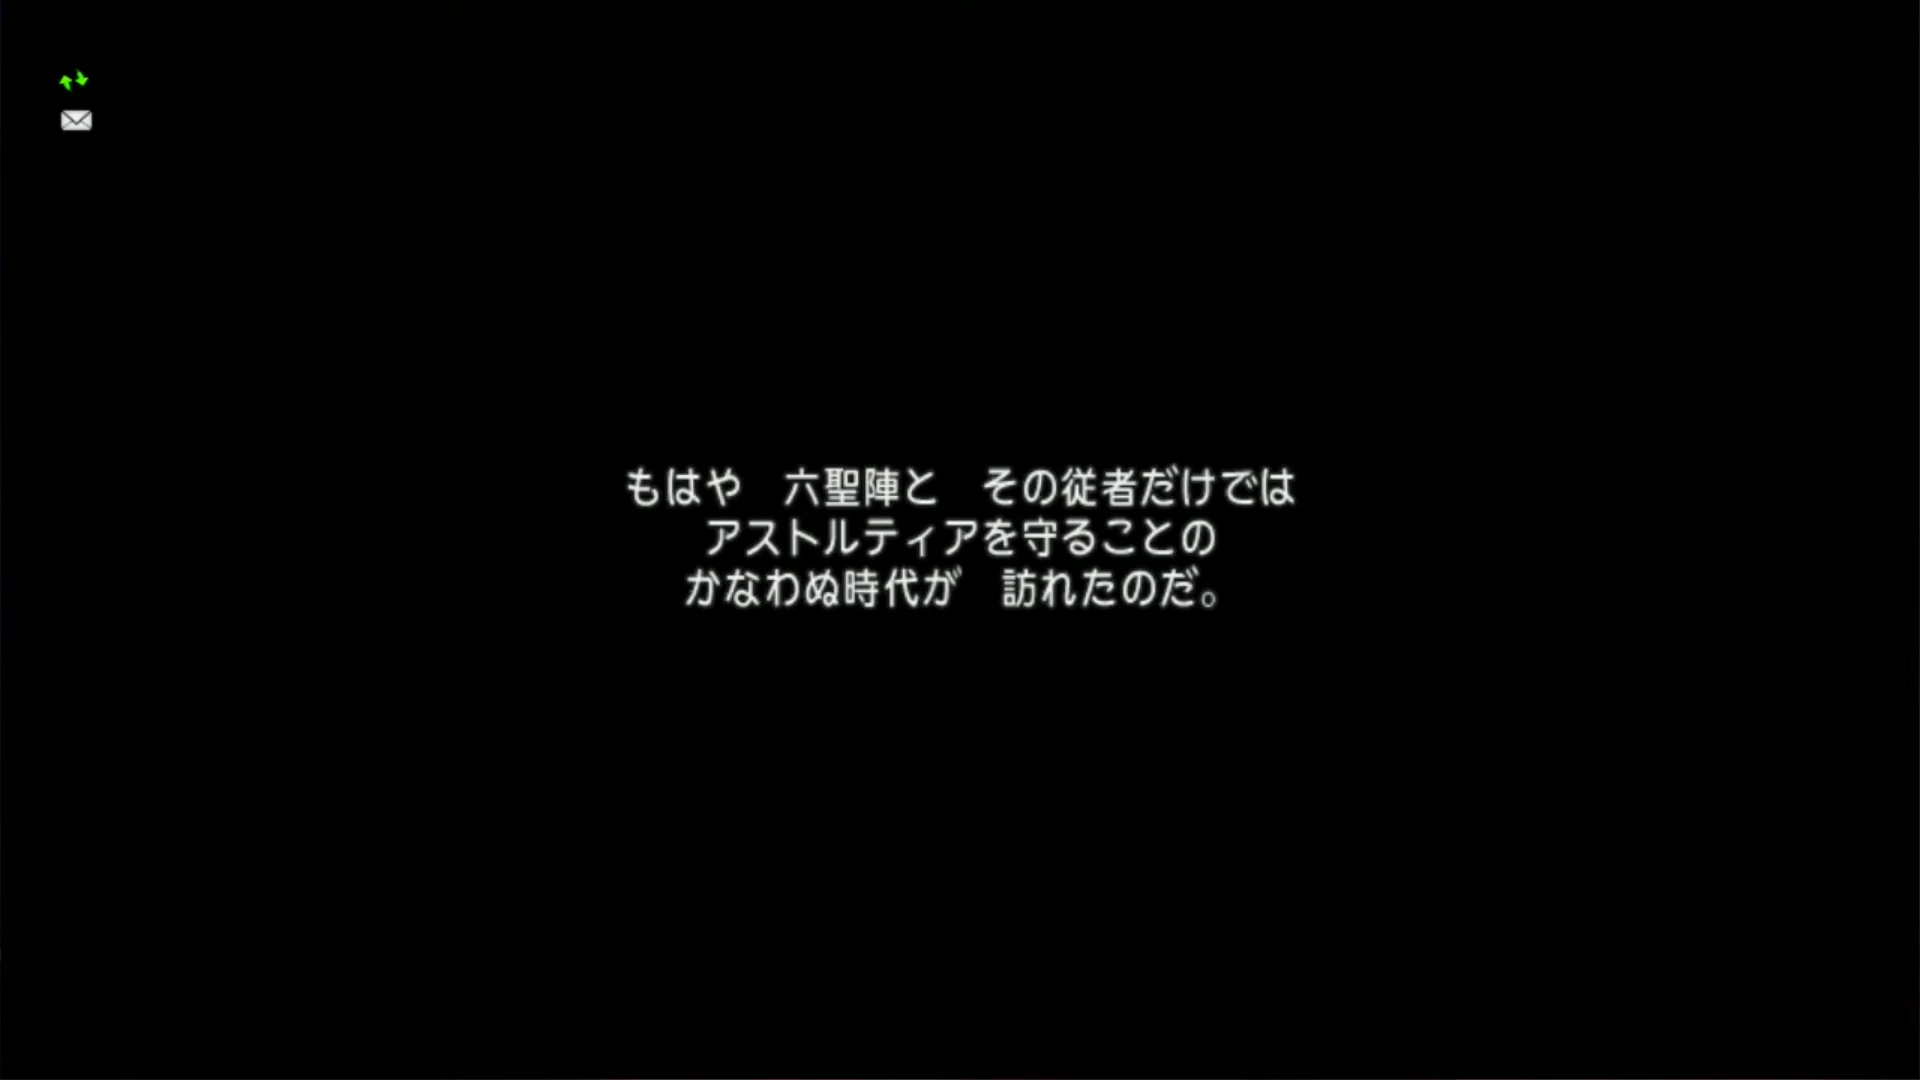 もはや　六聖陣と　その従者だけでは
アストルティアを守ることの
かなわぬ時代が　訪れたのだ。